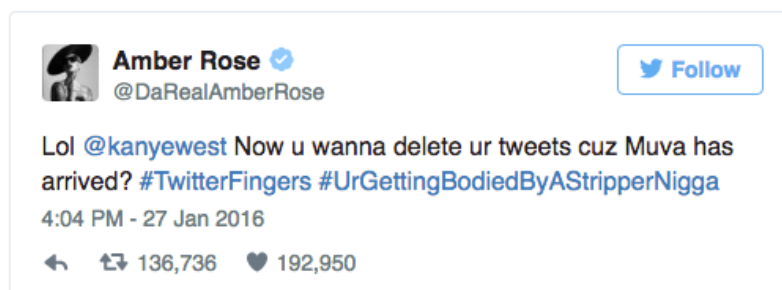 Amber Rose
Follow
@DaRealAmberRose
Lol @kanyewest Now u wanna delete ur tweets cuz Muva has
arrived? #TwitterFingers #UrGettingBodiedByAStripperNigga
4:04 PM - 27 Jan 2016
136,736 192,950